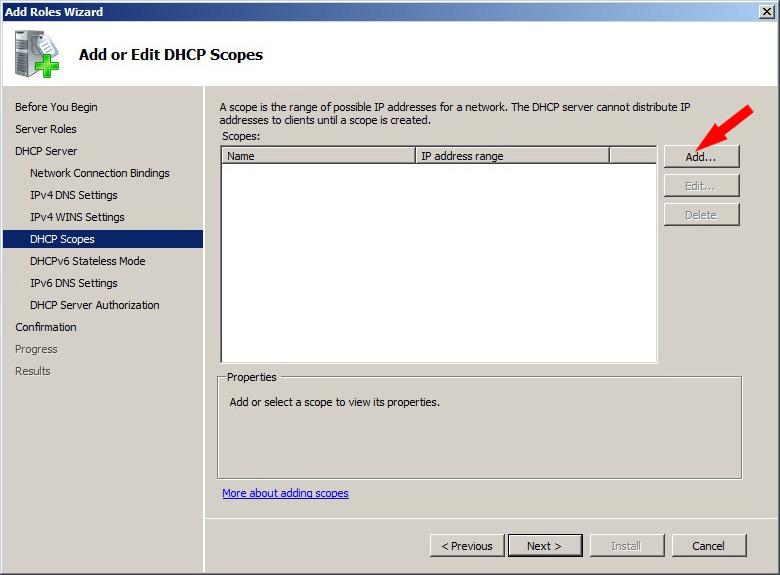 Add Roles Wizard
Add or Edit DHCP Scopes
Before You Begin
Server Roles
DHCP Server
Network Connection Bindings
IPv4 DNS Settings
IPv4 WINS Settings
DHCP Scopes
DHCPv6 Stateless Mode
IPv6 DNS Settings
DHCP Server Authorization
Confirmation
Progress
Results
A scope is the range of possible IP addresses for a network. The DHCP server cannot distribute IP
addresses to clients until a scope is created.
Scopes:
Name IP address range
Add...
Edit...
Delete
Properties
Add or select a scope to view its properties.
More about adding scopes
< Previous Next > Install Cancel